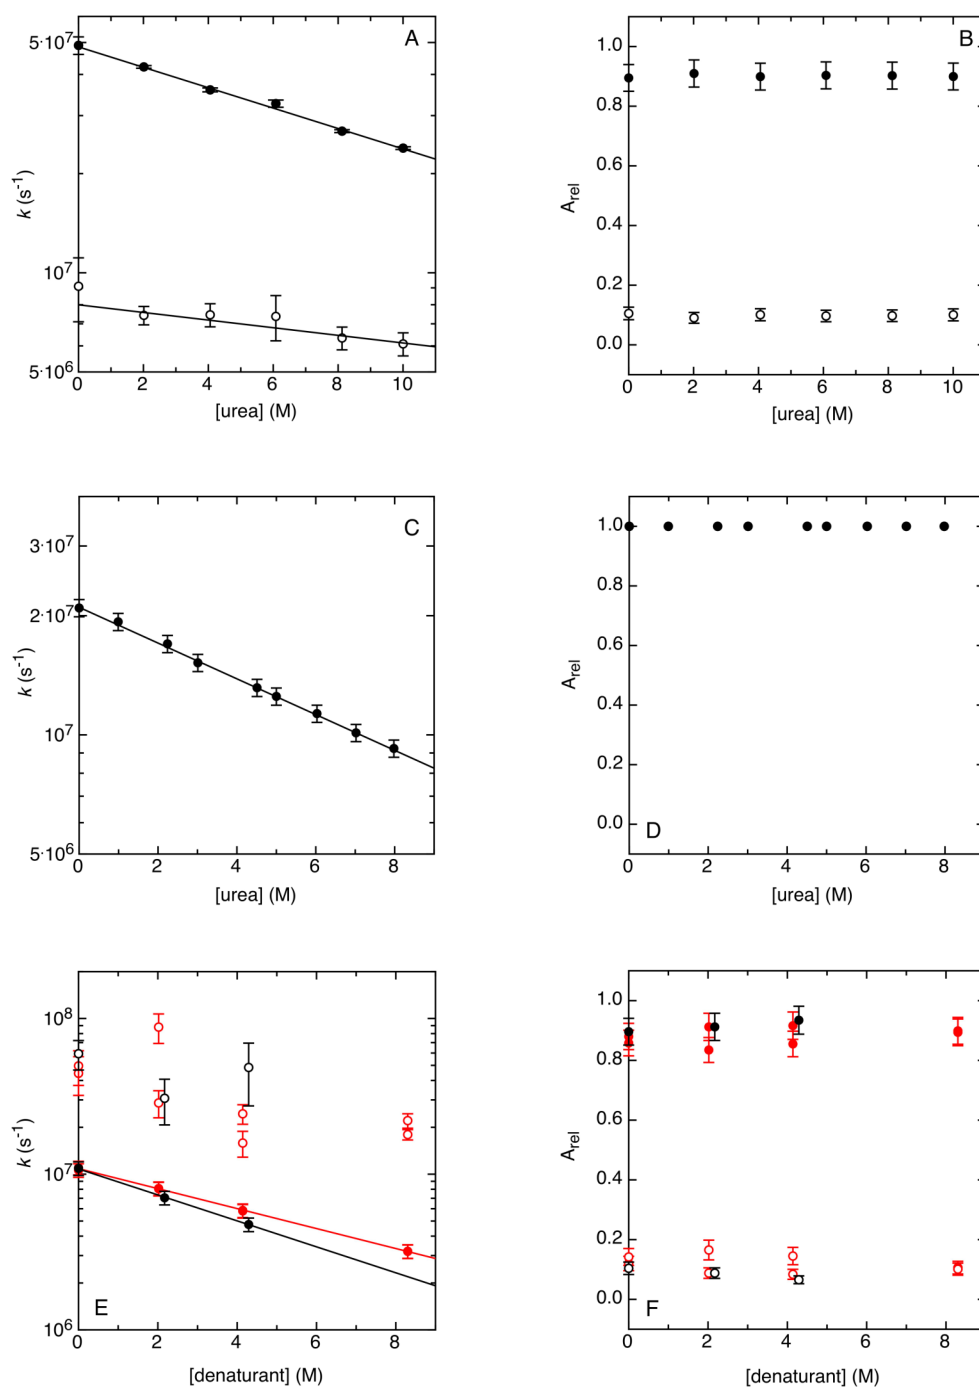 A
5·10⁷
10⁷
5·10⁶
k (s⁻¹)
0 2 4 6 8 10
[urea] (M)
B
1.0
0.8
0.6
0.4
0.2
0.0
A_rel
0 2 4 6 8 10
[urea] (M)
C
3·10⁷
2·10⁷
10⁷
5·10⁶
k (s⁻¹)
0 2 4 6 8
[urea] (M)
1.0
0.8
0.6
0.4
0.2
0.0
A_rel
D
0 2 4 6 8
[urea] (M)
10⁸
10⁷
10⁶
k (s⁻¹)
E
0 2 4 6 8
[denaturant] (M)
1.0
0.8
0.6
0.4
0.2
0.0
A_rel
F
0 2 4 6 8
[denaturant] (M)